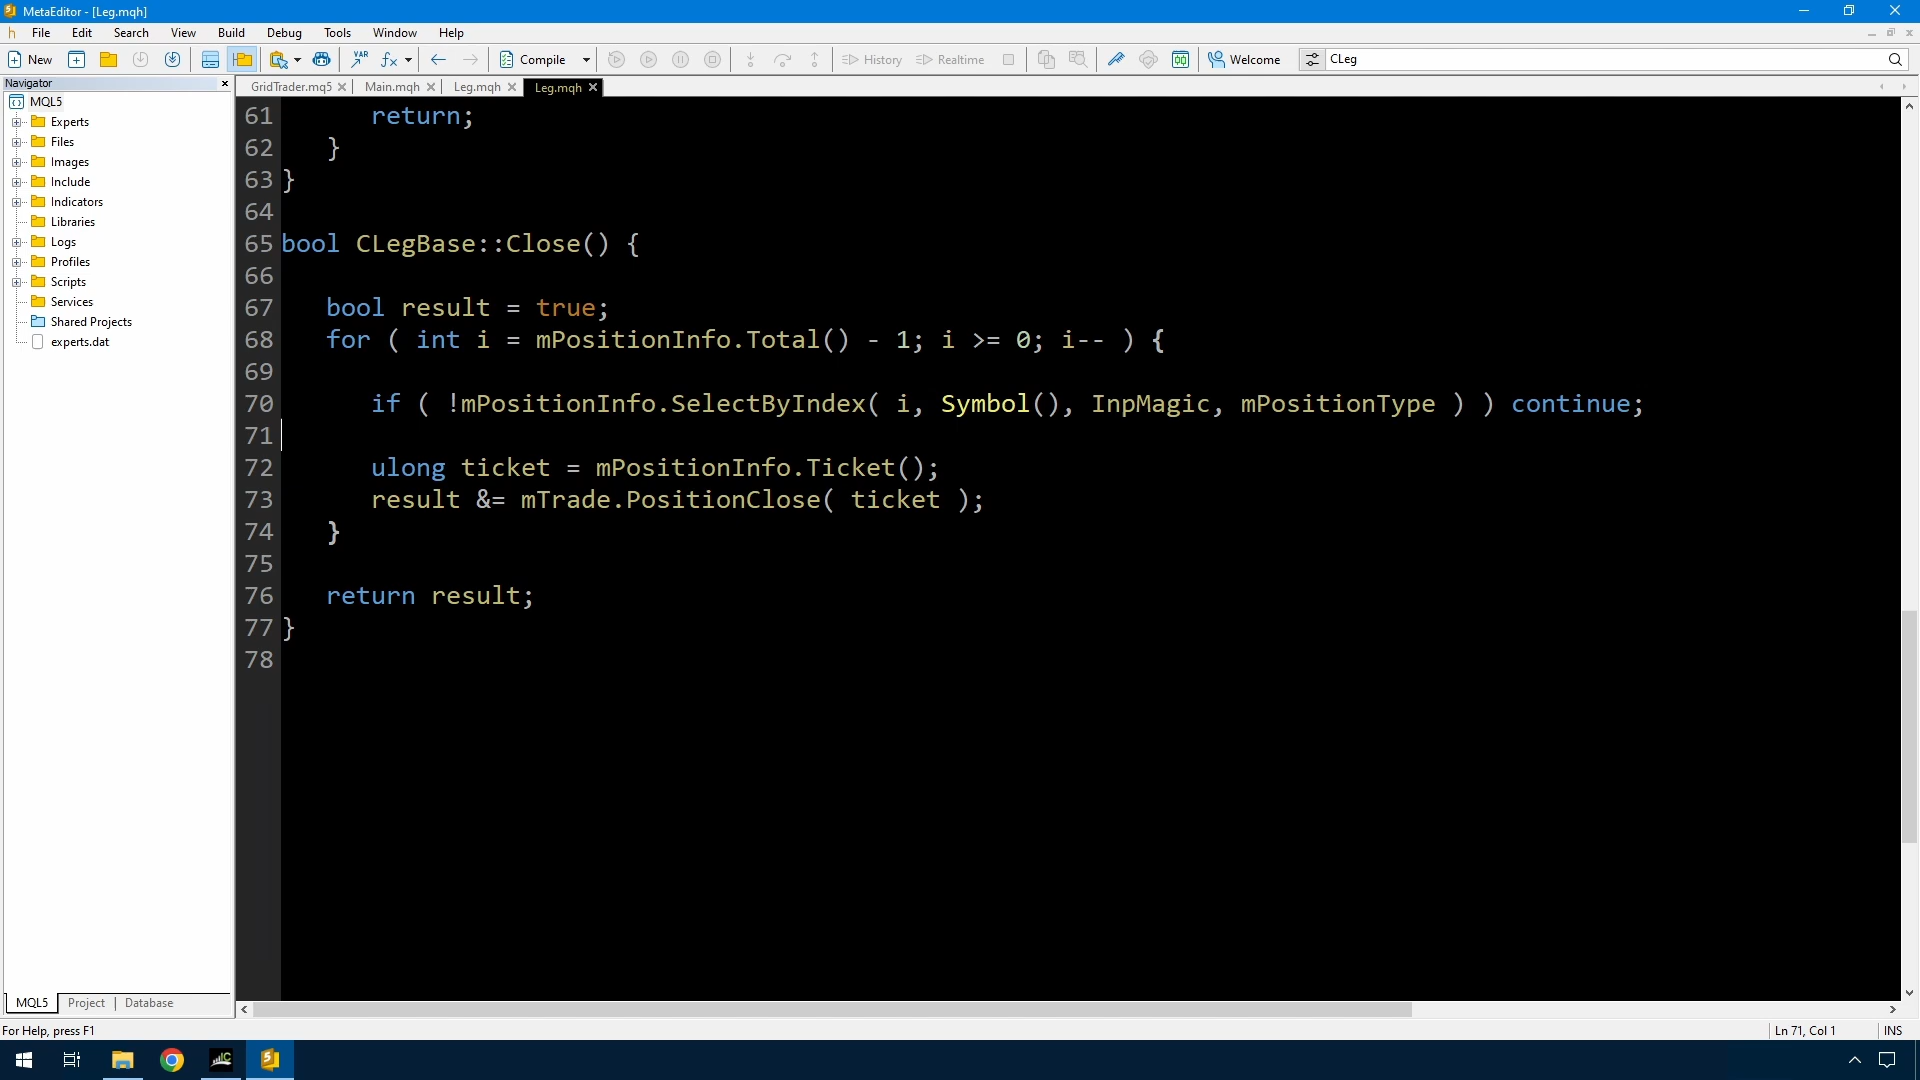 MetaEditor - [Leg.mqh]
File Edit Search View Build Debug Tools Window Help
New Compile History Realtime Welcome CLeg
Navigator
GridTrader.mq5 Main.mqh Leg.mqh Leg.mqh
MQL5
Experts
Files
Images
Include
Indicators
Libraries
Logs
Profiles
Scripts
Services
Shared Projects
experts.dat
61 return;
62 }
63 }
64
65 bool CLegBase::Close() {
66
67 bool result = true;
68 for ( int i = mPositionInfo.Total() - 1; i >= 0; i-- ) {
69
70 if ( !mPositionInfo.SelectByIndex( i, Symbol(), InpMagic, mPositionType ) ) continue;
71
72 ulong ticket = mPositionInfo.Ticket();
73 result &= mTrade.PositionClose( ticket );
74 }
75
76 return result;
77 }
78
MQL5 Project Database
For Help, press F1
Ln 71, Col 1 INS